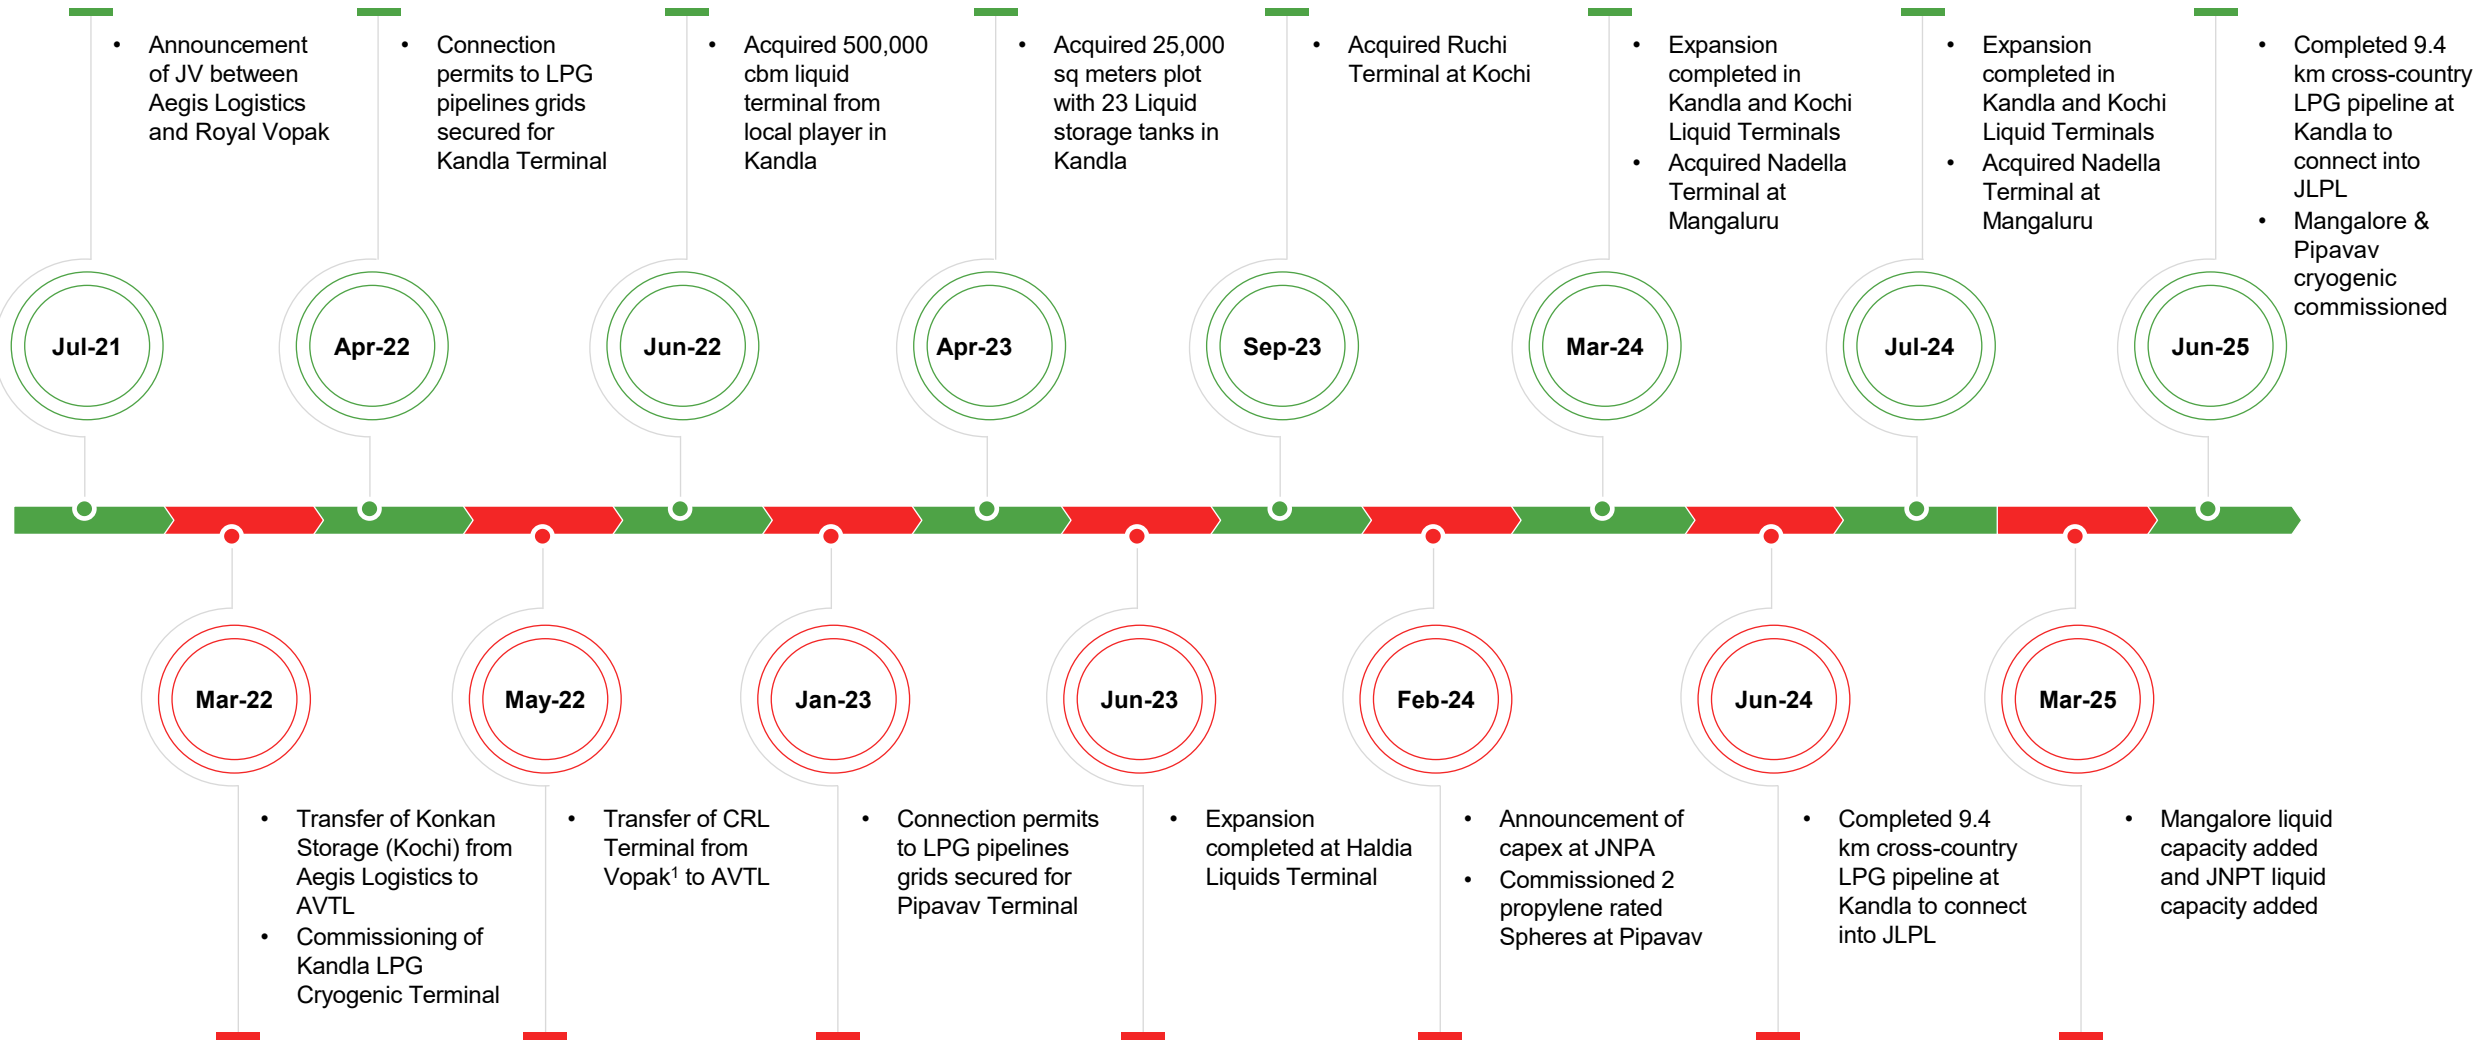 • Announcement
of JV between
Aegis Logistics
and Royal Vopak
• Connection
permits to LPG
pipelines grids
secured for
Kandla Terminal
• Acquired 500,000
cbm liquid
terminal from
local player in
Kandla
• Acquired 25,000
sq meters plot
with 23 Liquid
storage tanks in
Kandla
• Acquired Ruchi
Terminal at Kochi
• Expansion
completed in
Kandla and Kochi
Liquid Terminals
• Acquired Nadella
Terminal at
Mangaluru
• Expansion
completed in
Kandla and Kochi
Liquid Terminals
• Acquired Nadella
Terminal at
Mangaluru
• Completed 9.4
km cross-country
LPG pipeline at
Kandla to
connect into
JLPL
• Mangalore &
Pipavav
cryogenic
commissioned
Jul-21
Apr-22
Jun-22
Apr-23
Sep-23
Mar-24
Jul-24
Jun-25
Mar-22
May-22
Jan-23
Jun-23
Feb-24
Jun-24
Mar-25
• Transfer of Konkan
Storage (Kochi) from
Aegis Logistics to
AVTL
• Commissioning of
Kandla LPG
Cryogenic Terminal
• Transfer of CRL
Terminal from
Vopak¹ to AVTL
• Connection permits
to LPG pipelines
grids secured for
Pipavav Terminal
• Expansion
completed at Haldia
Liquids Terminal
• Announcement of
capex at JNPA
• Commissioned 2
propylene rated
Spheres at Pipavav
• Completed 9.4
km cross-country
LPG pipeline at
Kandla to connect
into JLPL
• Mangalore liquid
capacity added
and JNPT liquid
capacity added